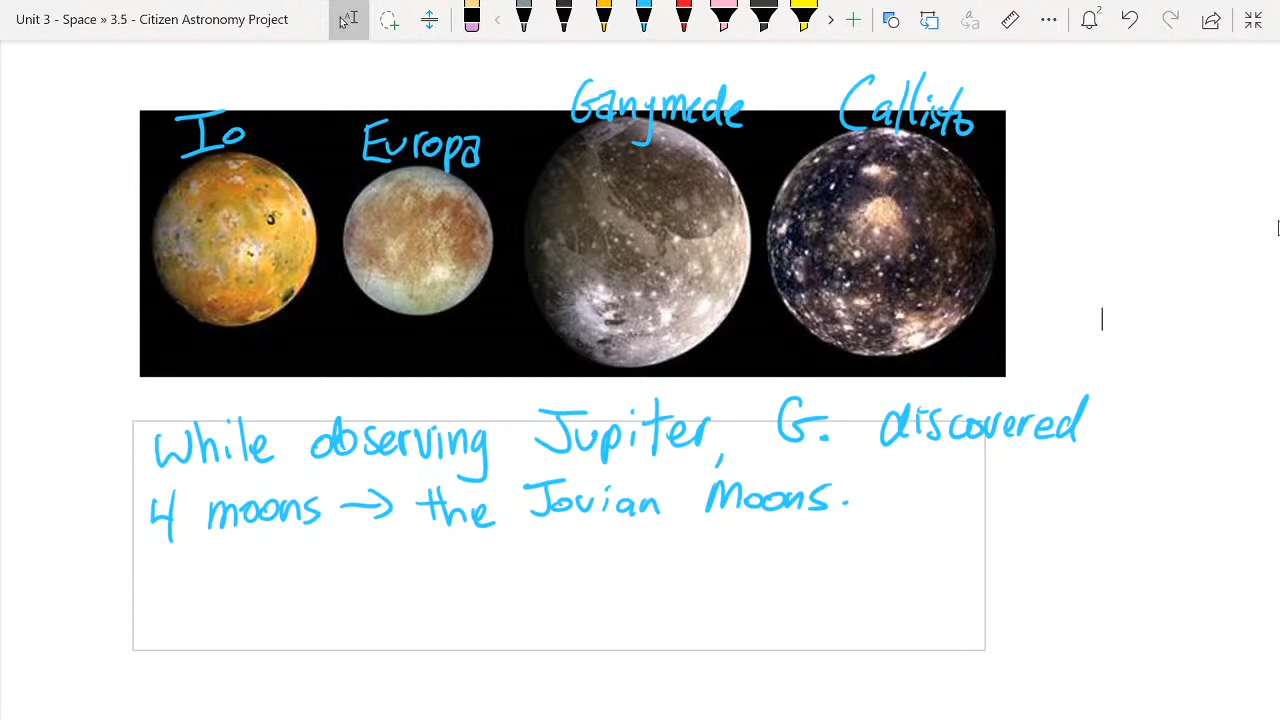 Unit 3 - Space » 3.5 - Citizen Astronomy Project
2
Io Europa Ganymede Callisto
While observing Jupiter, G. discovered
4 moons → the Jovian Moons.